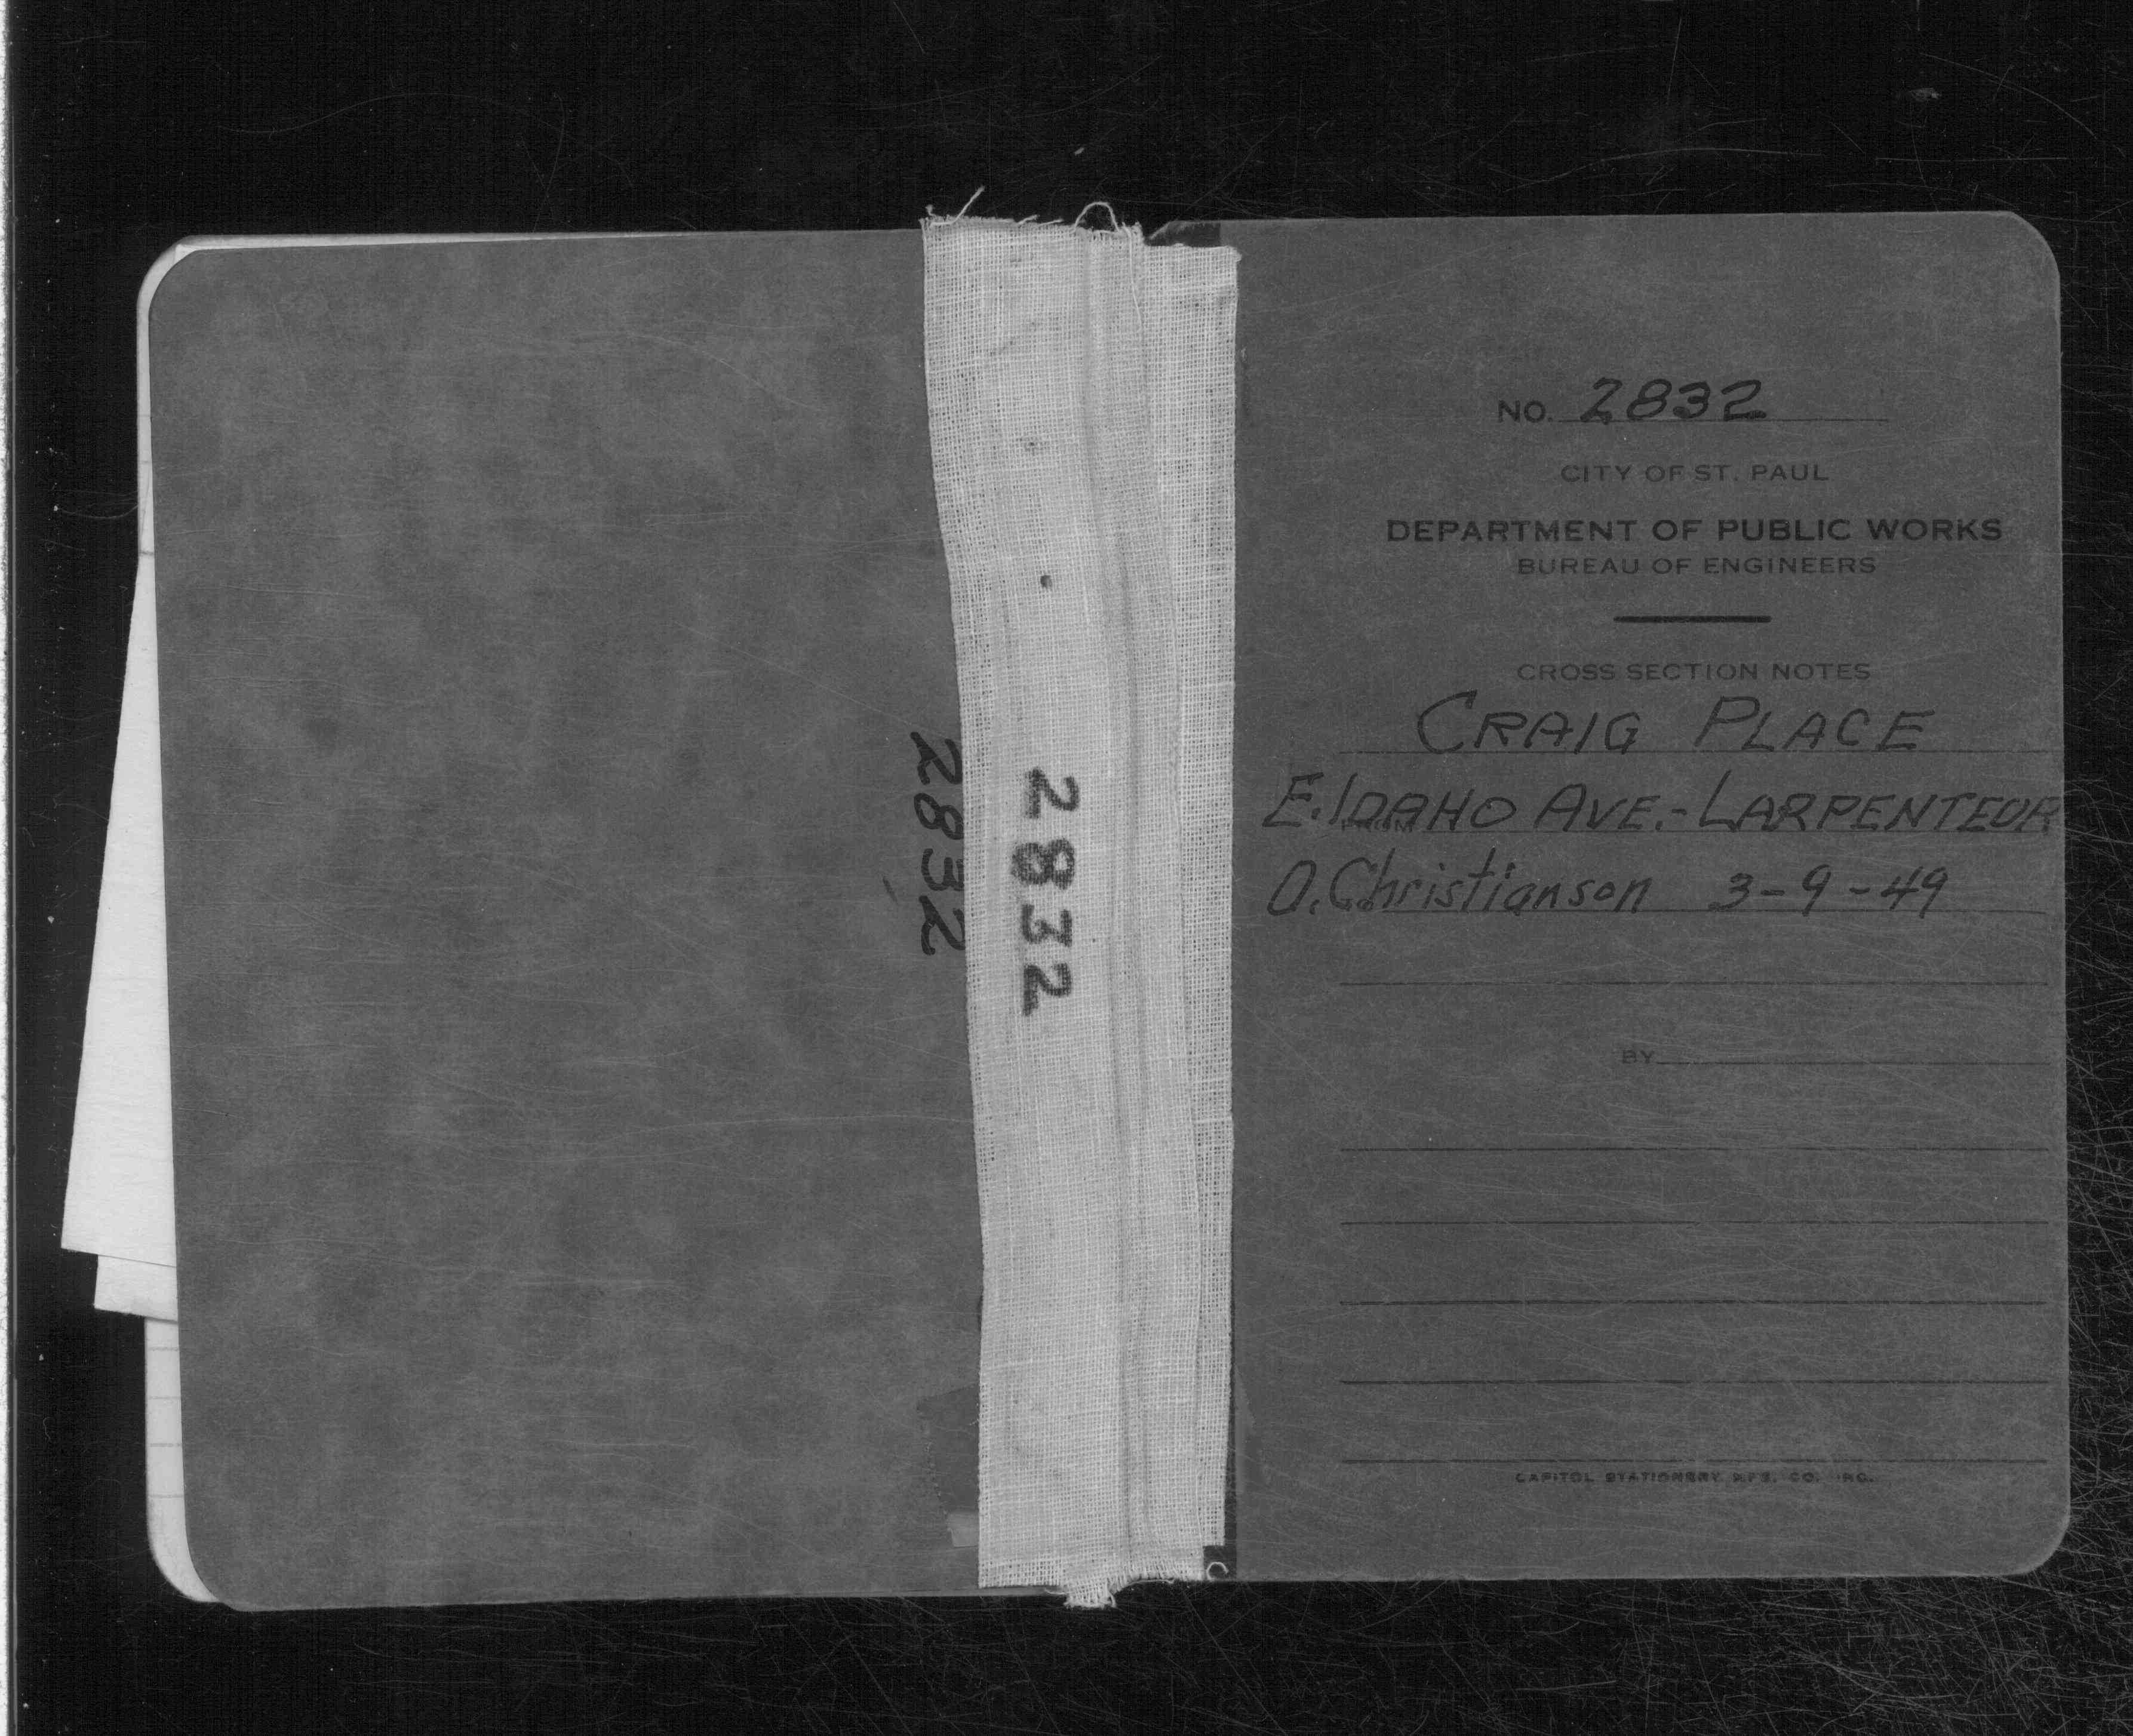 2832
2832
NO. 2832
CITY OF ST. PAUL
DEPARTMENT OF PUBLIC WORKS
BUREAU OF ENGINEERS
CROSS SECTION NOTES
CRAIG PLACE
FROM
E. IDAHO AVE.-LARPENTEUR
O. Christianson 3-9-49
BY
CAPITOL STATIONERY MFG. CO. INC.